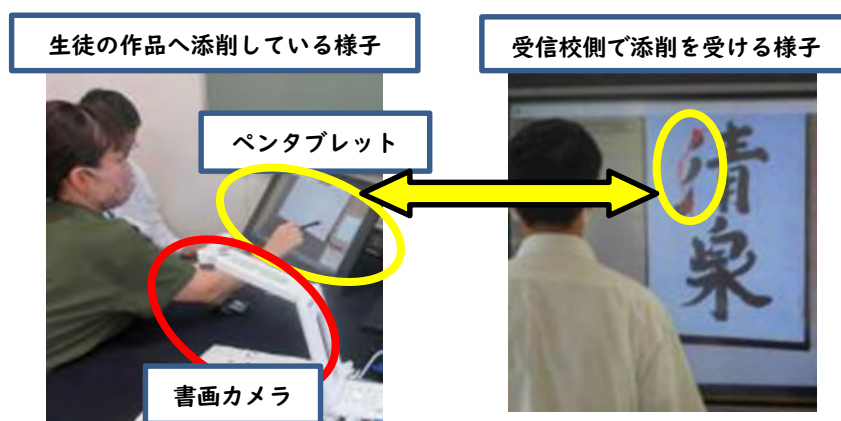 生徒の作品へ添削している様子
受信校側で添削を受ける様子
ペンタブレット
清泉
書画カメラ